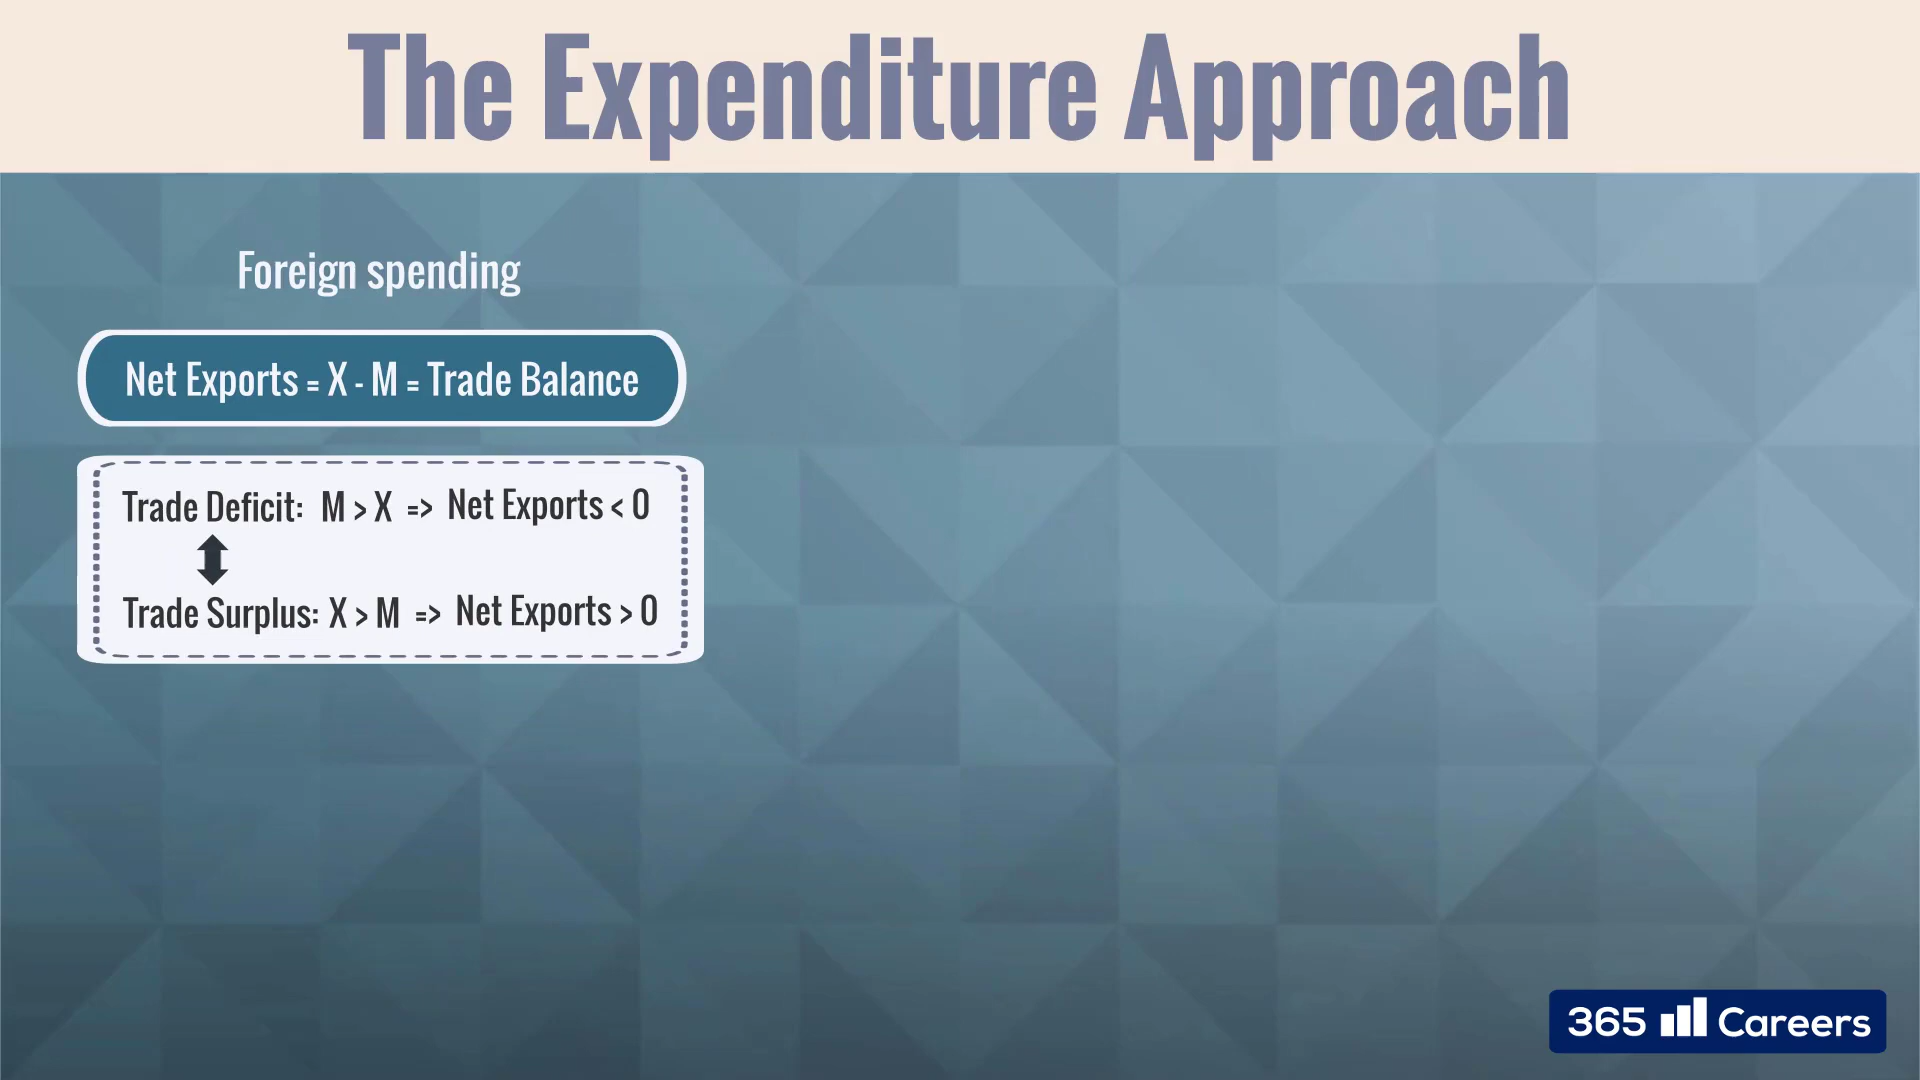 The Expenditure Approach
Foreign spending
Net Exports = X - M = Trade Balance
Trade Deficit: M > X => Net Exports < 0
Trade Surplus: X > M => Net Exports > 0
365 Careers